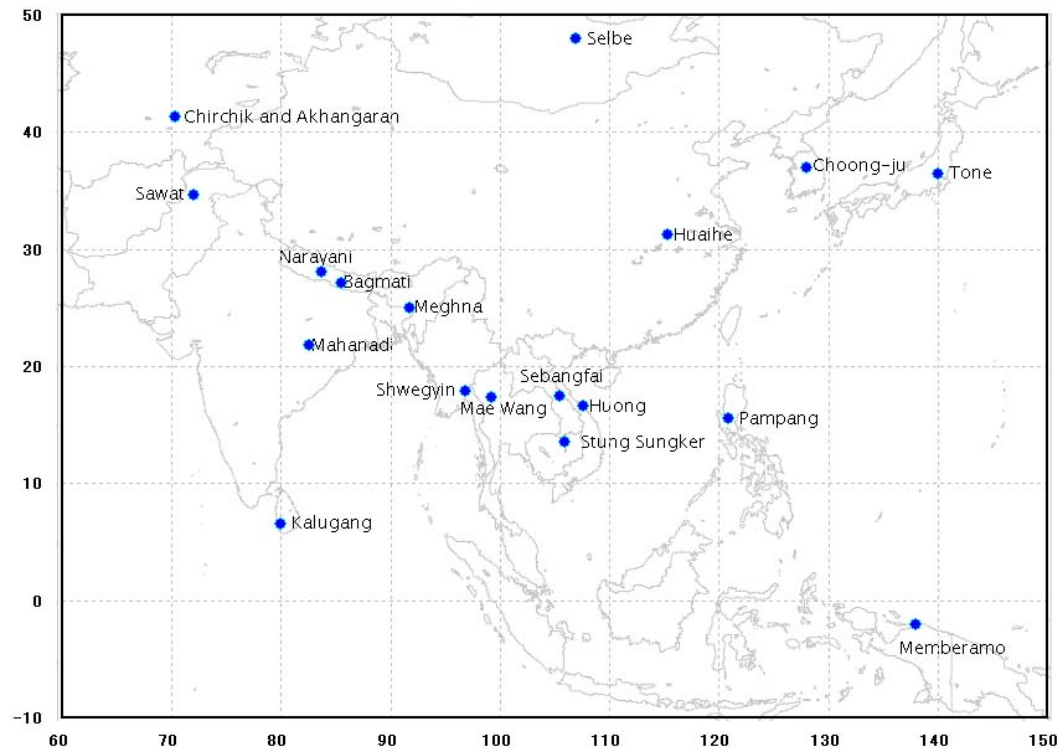 50
Selbe
Chirchik and Akhangaran
40
Choong-ju
Tone
Sawat
Huaihe
30
Narayani
Bagmati
Meghna
Mahanadi
20
Sebangfai
Shwegyin
Mae Wang
Huong
Pampang
Stung Sungker
10
Kalugang
0
Memberamo
-10
60 70 80 90 100 110 120 130 140 150